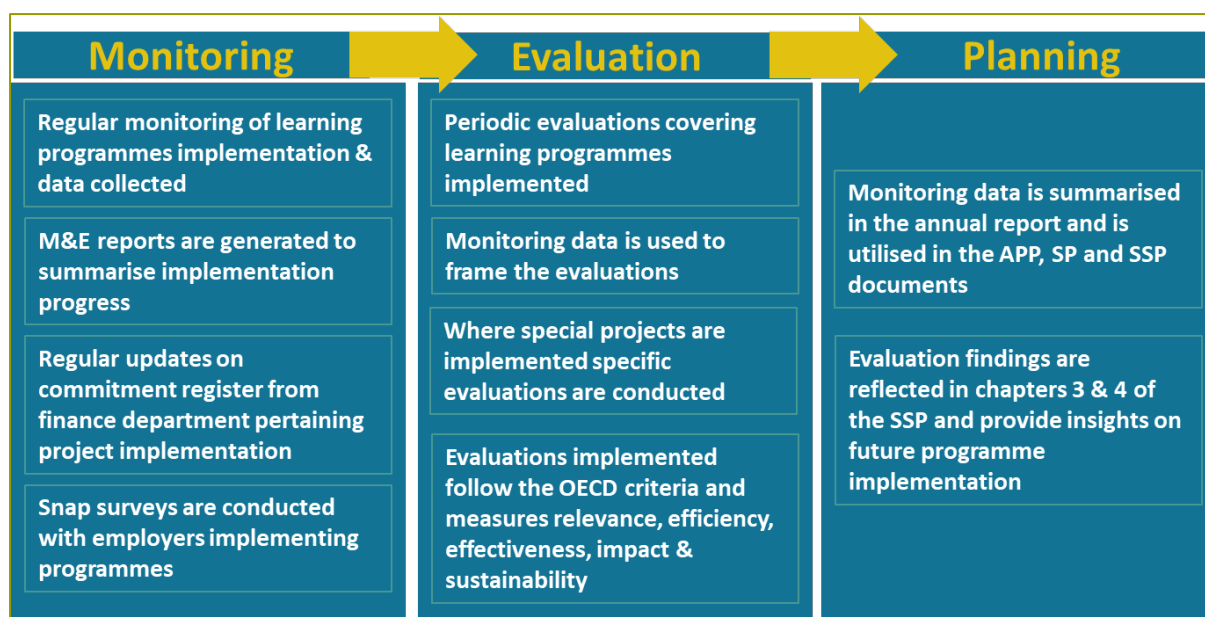 Monitoring
Evaluation
Planning
Regular monitoring of learning
programmes implementation &
data collected
M&E reports are generated to
summarise implementation
progress
Regular updates on
commitment register from
finance department pertaining
project implementation
Snap surveys are conducted
with employers implementing
programmes
Periodic evaluations covering
learning programmes
implemented
Monitoring data is used to
frame the evaluations
Where special projects are
implemented specific
evaluations are conducted
Evaluations implemented
follow the OECD criteria and
measures relevance, efficiency,
effectiveness, impact &
sustainability
Monitoring data is summarised
in the annual report and is
utilised in the APP, SP and SSP
documents
Evaluation findings are
reflected in chapters 3 & 4 of
the SSP and provide insights on
future programme
implementation